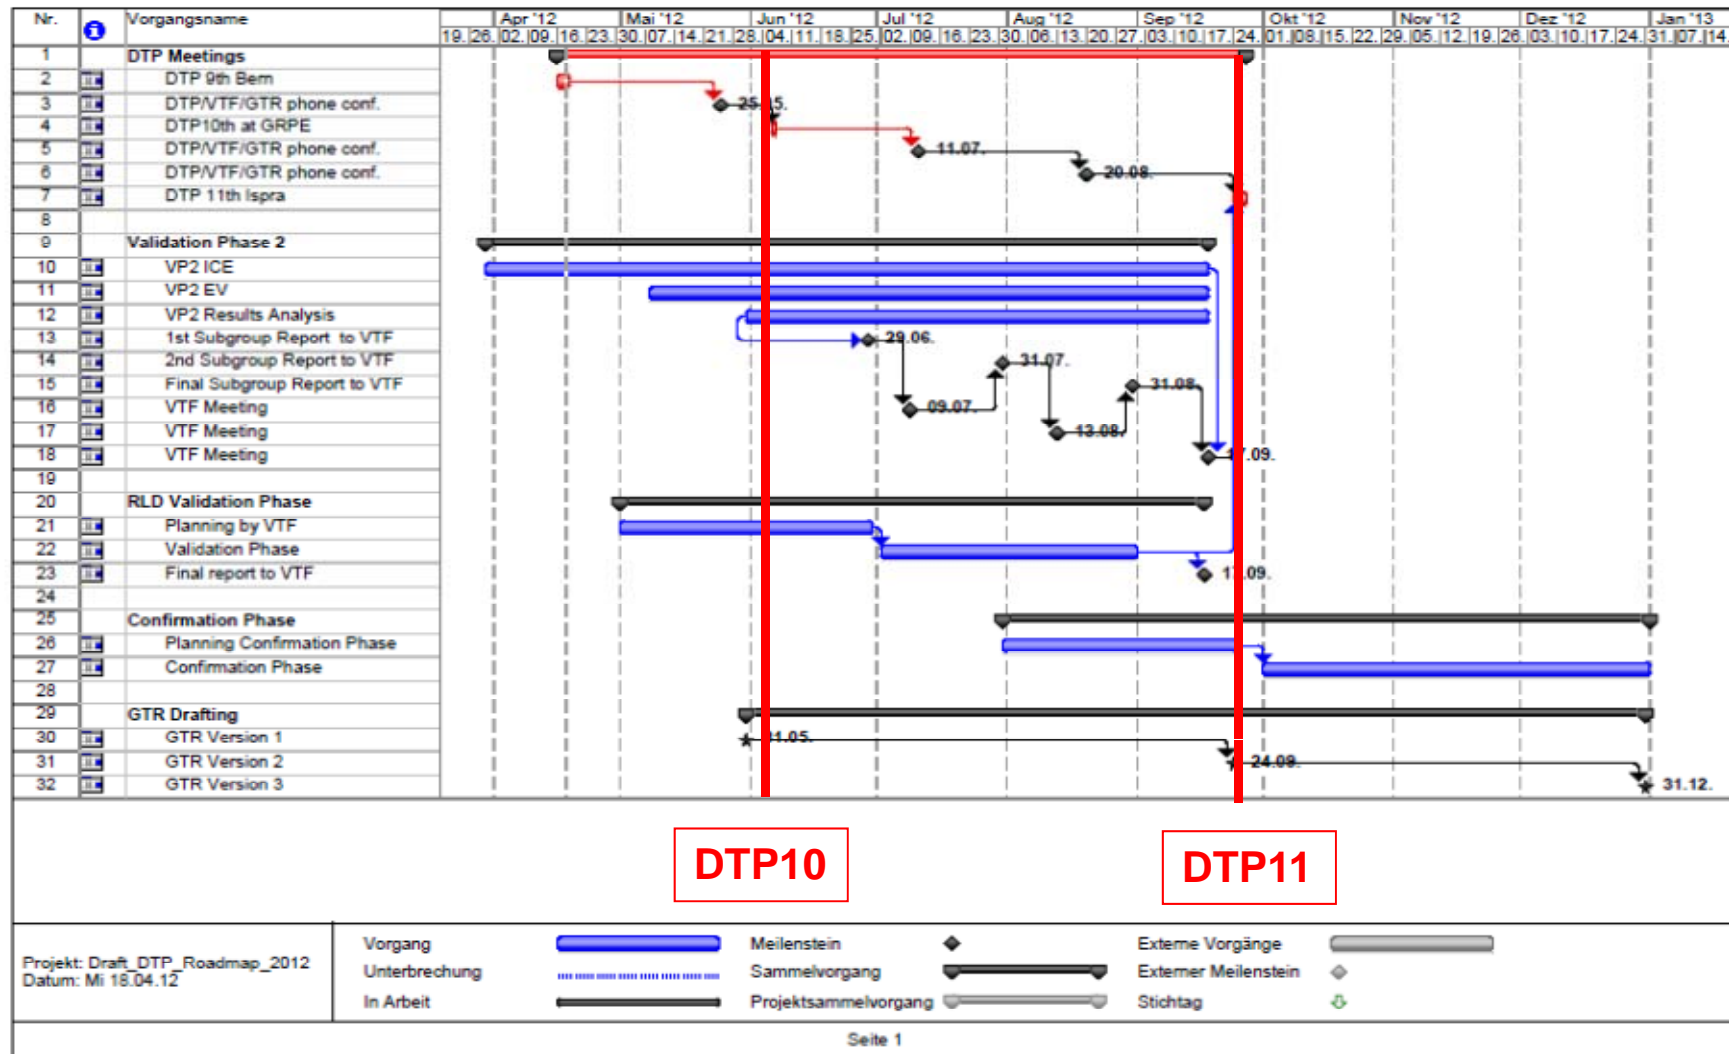 Nr. Vorgangsname Apr '12 Mai '12 Jun '12 Jul '12 Aug '12 Sep '12 Okt '12 Nov '12 Dez '12 Jan '13
19. 26. 02. 09. 16. 23. 30. 07. 14. 21. 28. 04. 11. 18. 25. 02. 09. 16. 23. 30. 06. 13. 20. 27. 03. 10. 17. 24. 01. 08. 15. 22. 29. 05. 12. 19. 26. 03. 10. 17. 24. 31. 07. 14.
1 DTP Meetings
2 DTP 9th Bern
3 DTP/VTF/GTR phone conf.
4 DTP10th at GRPE
5 DTP/VTF/GTR phone conf. 11.07.
6 DTP/VTF/GTR phone conf. 20.08.
7 DTP 11th Ispra
8
9 Validation Phase 2
10 VP2 ICE
11 VP2 EV
12 VP2 Results Analysis
13 1st Subgroup Report to VTF 29.06.
14 2nd Subgroup Report to VTF 31.07.
15 Final Subgroup Report to VTF 31.08.
16 VTF Meeting 09.07.
17 VTF Meeting 13.08.
18 VTF Meeting 17.09.
19
20 RLD Validation Phase
21 Planning by VTF
22 Validation Phase
23 Final report to VTF 17.09.
24
25 Confirmation Phase
26 Planning Confirmation Phase
27 Confirmation Phase
28
29 GTR Drafting
30 GTR Version 1 31.05.
31 GTR Version 2 24.09.
32 GTR Version 3 31.12.
DTP10 DTP11
Projekt: Draft_DTP_Roadmap_2012
Datum: Mi 18.04.12
Vorgang Meilenstein Externe Vorgänge
Unterbrechung Sammelvorgang Externer Meilenstein
In Arbeit Projektsammelvorgang Stichtag
Seite 1